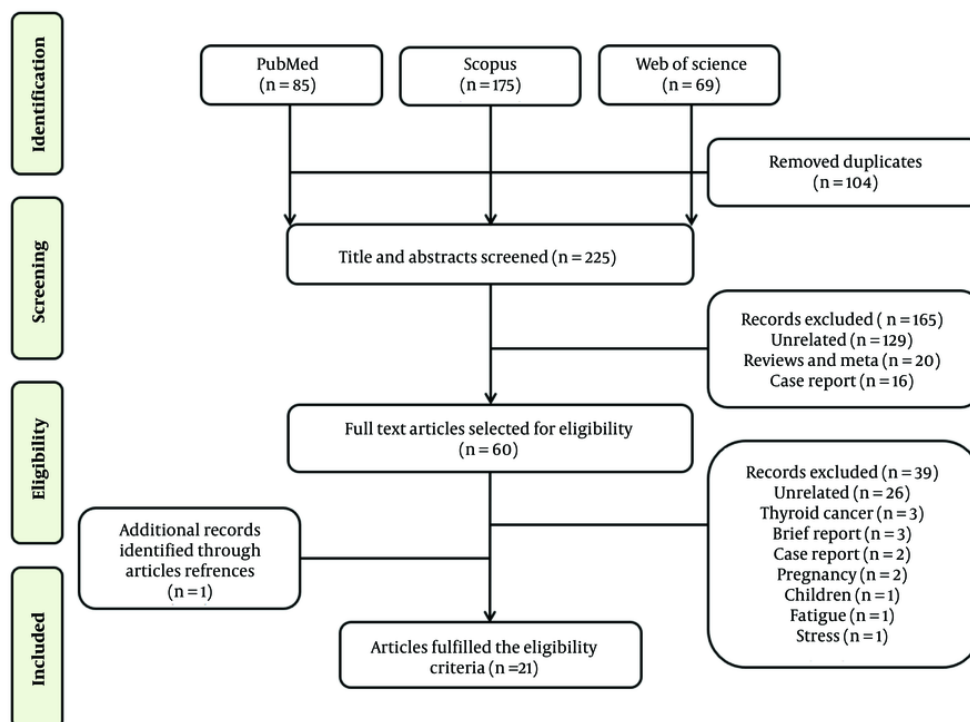 Identification
PubMed
(n = 85)
Scopus
(n = 175)
Web of science
(n = 69)
Removed duplicates
(n = 104)
Screening
Title and abstracts screened (n = 225)
Records excluded ( n = 165)
Unrelated (n = 129)
Reviews and meta (n = 20)
Case report (n = 16)
Eligibility
Full text articles selected for eligibility
(n = 60)
Records excluded (n = 39)
Unrelated (n = 26)
Thyroid cancer (n = 3)
Brief report (n = 3)
Case report (n = 2)
Pregnancy (n = 2)
Children (n = 1)
Fatigue (n = 1)
Stress (n = 1)
Additional records
identified through
articles refrences
(n = 1)
Included
Articles fulfilled the eligibility
criteria (n =21)